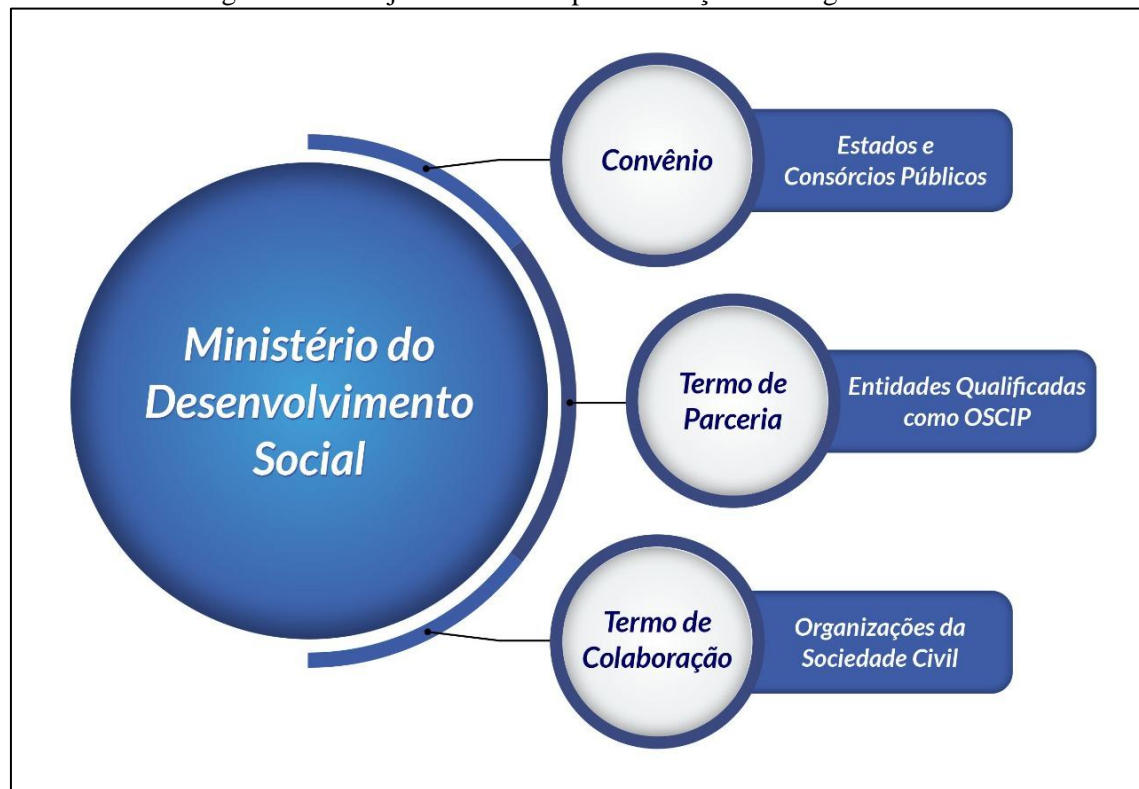 Ministério do
Desenvolvimento
Social
Convênio
Estados e
Consórcios Públicos
Termo de
Parceria
Entidades Qualificadas
como OSCIP
Termo de
Colaboração
Organizações da
Sociedade Civil